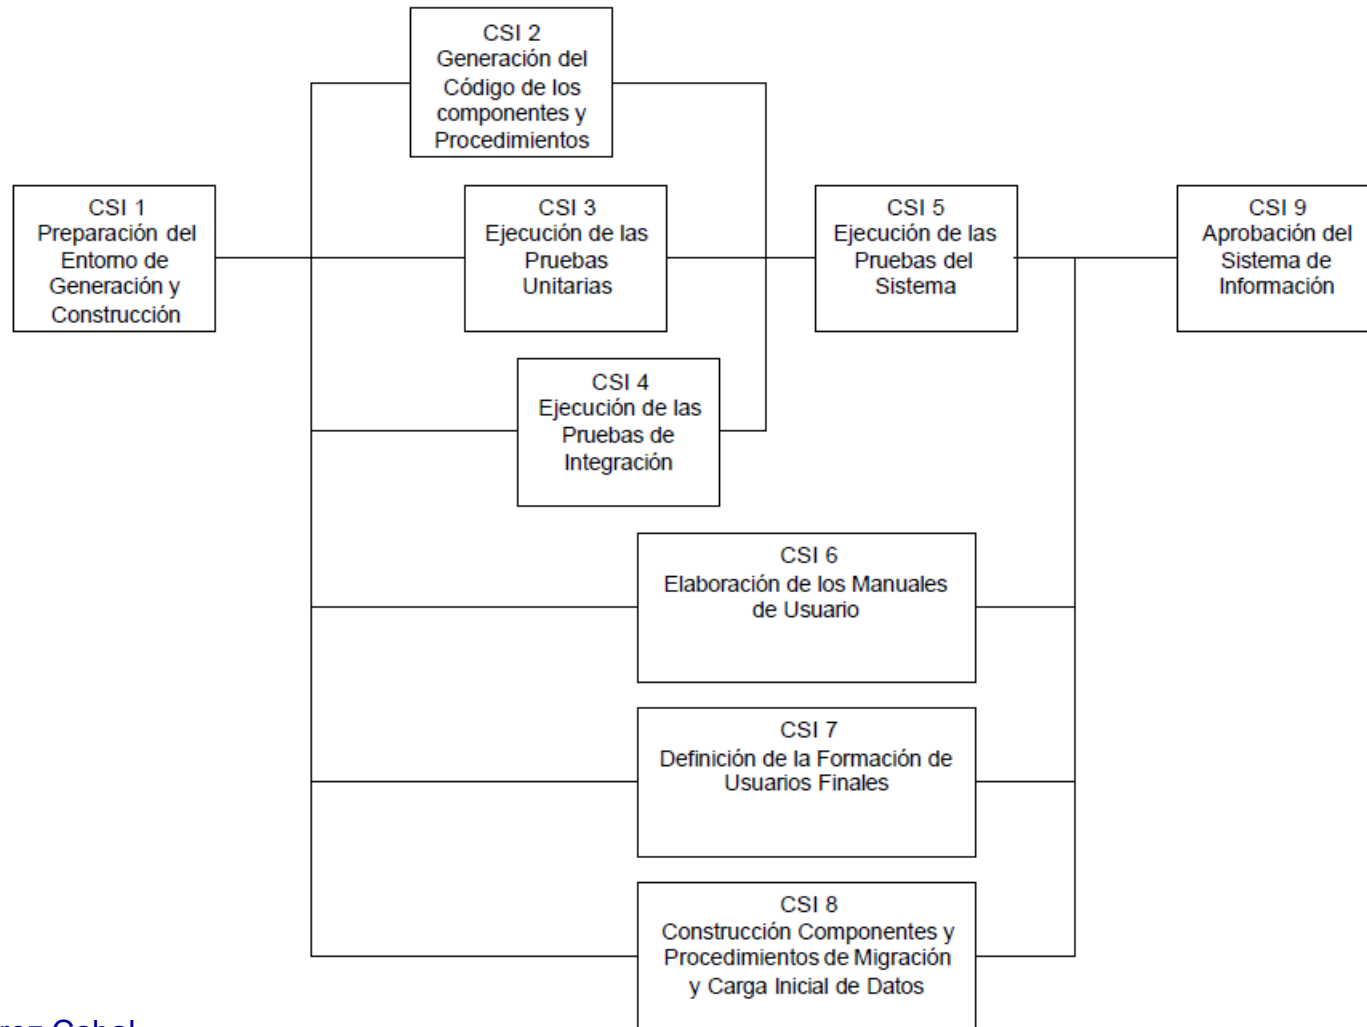 CSI 2
Generación del
Código de los
componentes y
Procedimientos
CSI 1
Preparación del
Entorno de
Generación y
Construcción
CSI 3
Ejecución de las
Pruebas
Unitarias
CSI 5
Ejecución de las
Pruebas del
Sistema
CSI 9
Aprobación del
Sistema de
Información
CSI 4
Ejecución de las
Pruebas de
Integración
CSI 6
Elaboración de los Manuales
de Usuario
CSI 7
Definición de la Formación de
Usuarios Finales
CSI 8
Construcción Componentes y
Procedimientos de Migración
y Carga Inicial de Datos